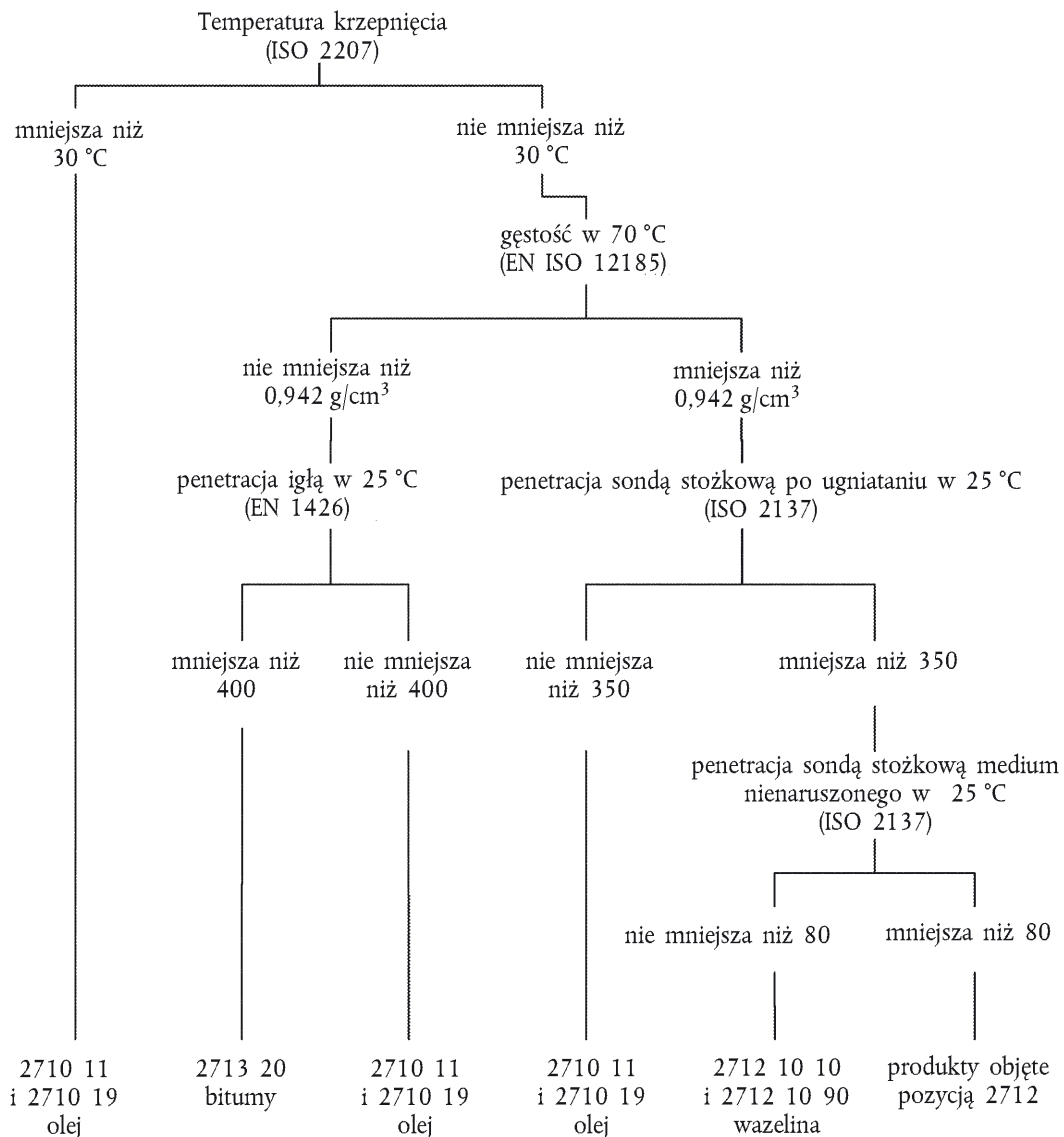 Temperatura krzepnięcia
(ISO 2207)
mniejsza niż
30 °C
nie mniejsza niż
30 °C
gęstość w 70 °C
(EN ISO 12185)
nie mniejsza niż
0,942 g/cm³
mniejsza niż
0,942 g/cm³
penetracja igłą w 25 °C
(EN 1426)
penetracja sondą stożkową po ugniataniu w 25 °C
(ISO 2137)
mniejsza niż
400
nie mniejsza
niż 400
nie mniejsza
niż 350
mniejsza niż 350
penetracja sondą stożkową medium
nienaruszonego w 25 °C
(ISO 2137)
nie mniejsza niż 80
mniejsza niż 80
2710 11
i 2710 19
olej
2713 20
bitumy
2710 11
i 2710 19
olej
2710 11
i 2710 19
olej
2712 10 10
i 2712 10 90
wazelina
produkty objęte
pozycją 2712